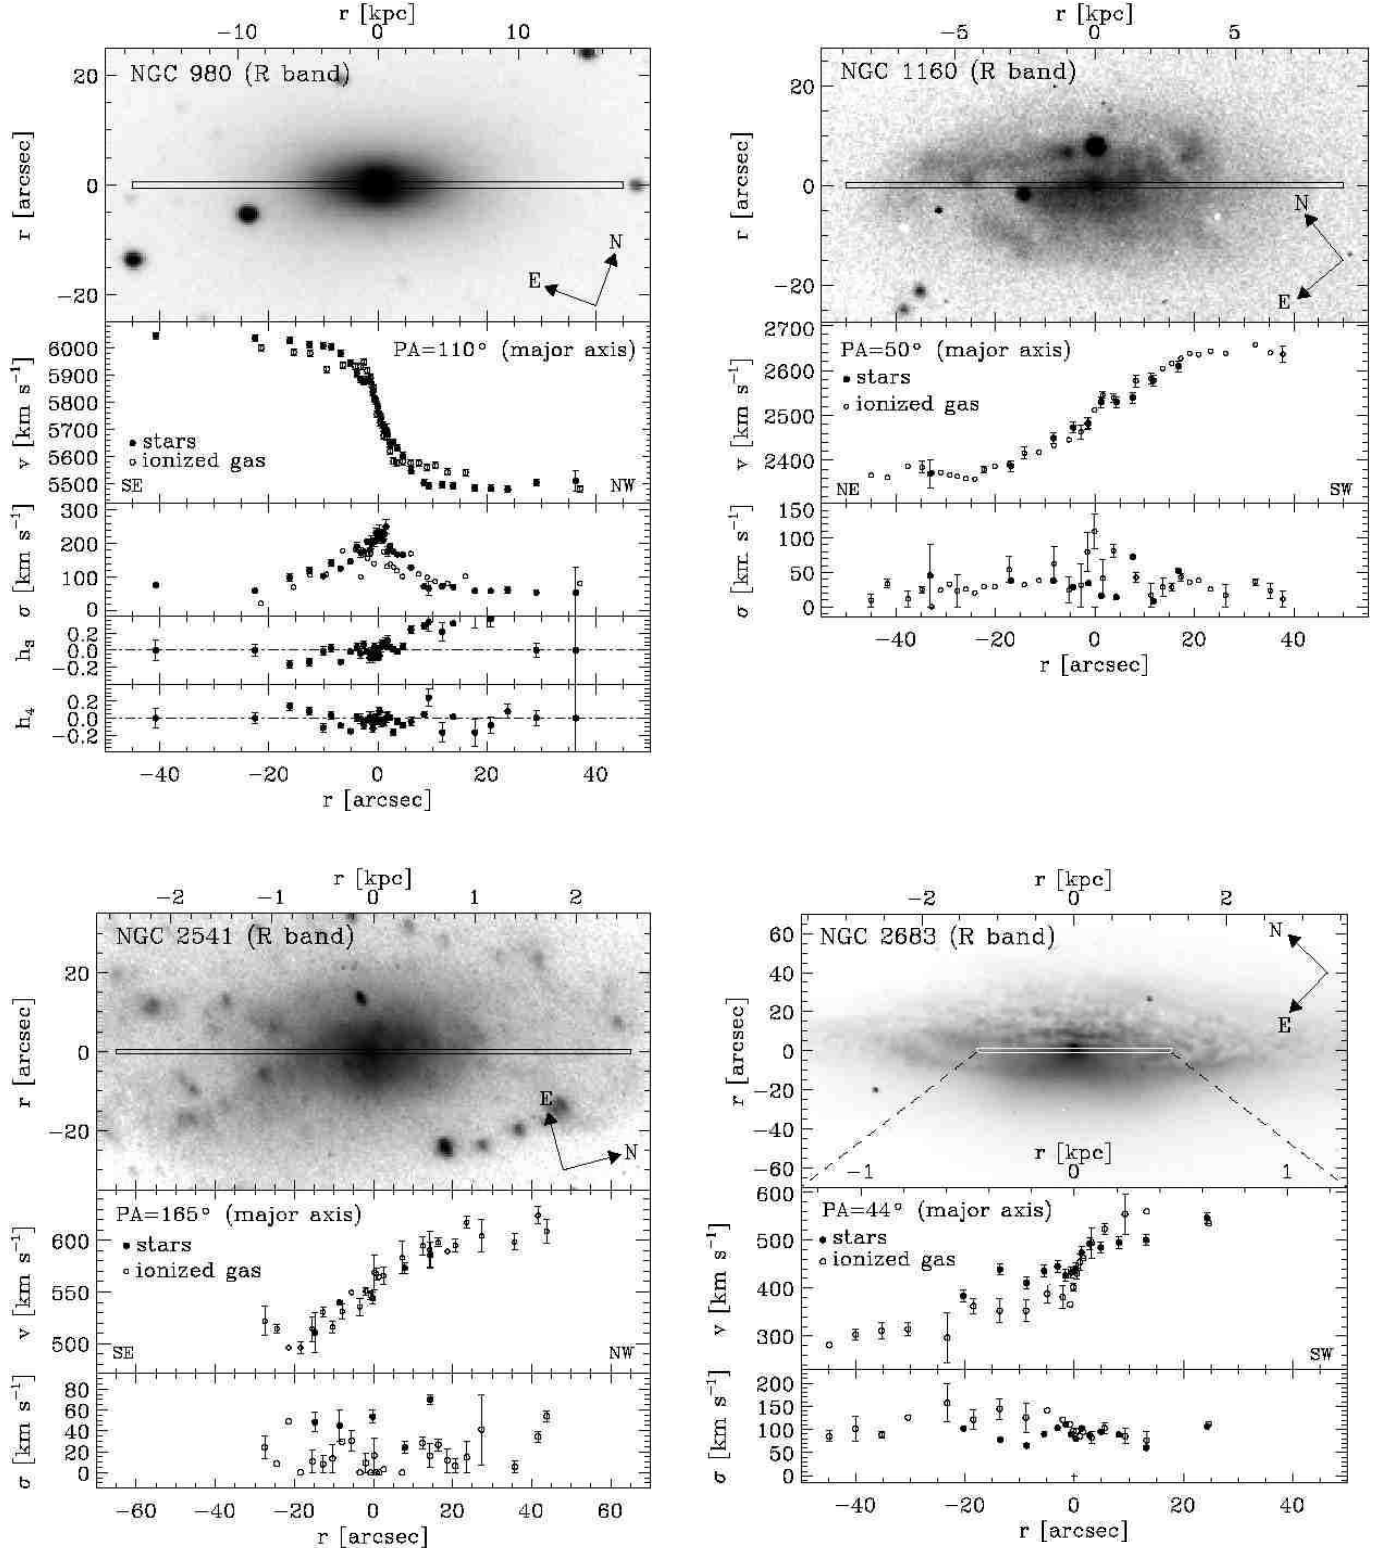 r [kpc]
−10 0 10
NGC 980 (R band)
r [arcsec]
20
0
−20
N
E
PA=110° (major axis)
stars
ionized gas
SE NW
v [km s⁻¹]
6000
5900
5800
5700
5600
5500
σ [km s⁻¹]
300
200
100
0
h₃
0.2
0.0
−0.2
h₄
0.2
0.0
−0.2
−40 −20 0 20 40
r [arcsec]
r [kpc]
−5 0 5
NGC 1160 (R band)
r [arcsec]
20
0
−20
N
E
PA=50° (major axis)
stars
ionized gas
NE SW
v [km s⁻¹]
2700
2600
2500
2400
σ [km s⁻¹]
150
100
50
0
−40 −20 0 20 40
r [arcsec]
r [kpc]
−2 −1 0 1 2
NGC 2541 (R band)
r [arcsec]
20
0
−20
E
N
PA=165° (major axis)
stars
ionized gas
SE NW
v [km s⁻¹]
600
550
500
σ [km s⁻¹]
80
60
40
20
0
−60 −40 −20 0 20 40 60
r [arcsec]
r [kpc]
−2 0 2
NGC 2683 (R band)
r [arcsec]
60
40
20
0
−20
−40
−60
N
E
r [kpc]
−1 0 1
PA=44° (major axis)
stars
ionized gas
SW
v [km s⁻¹]
600
500
400
300
σ [km s⁻¹]
200
150
100
50
0
−40 −20 0 20 40
r [arcsec]